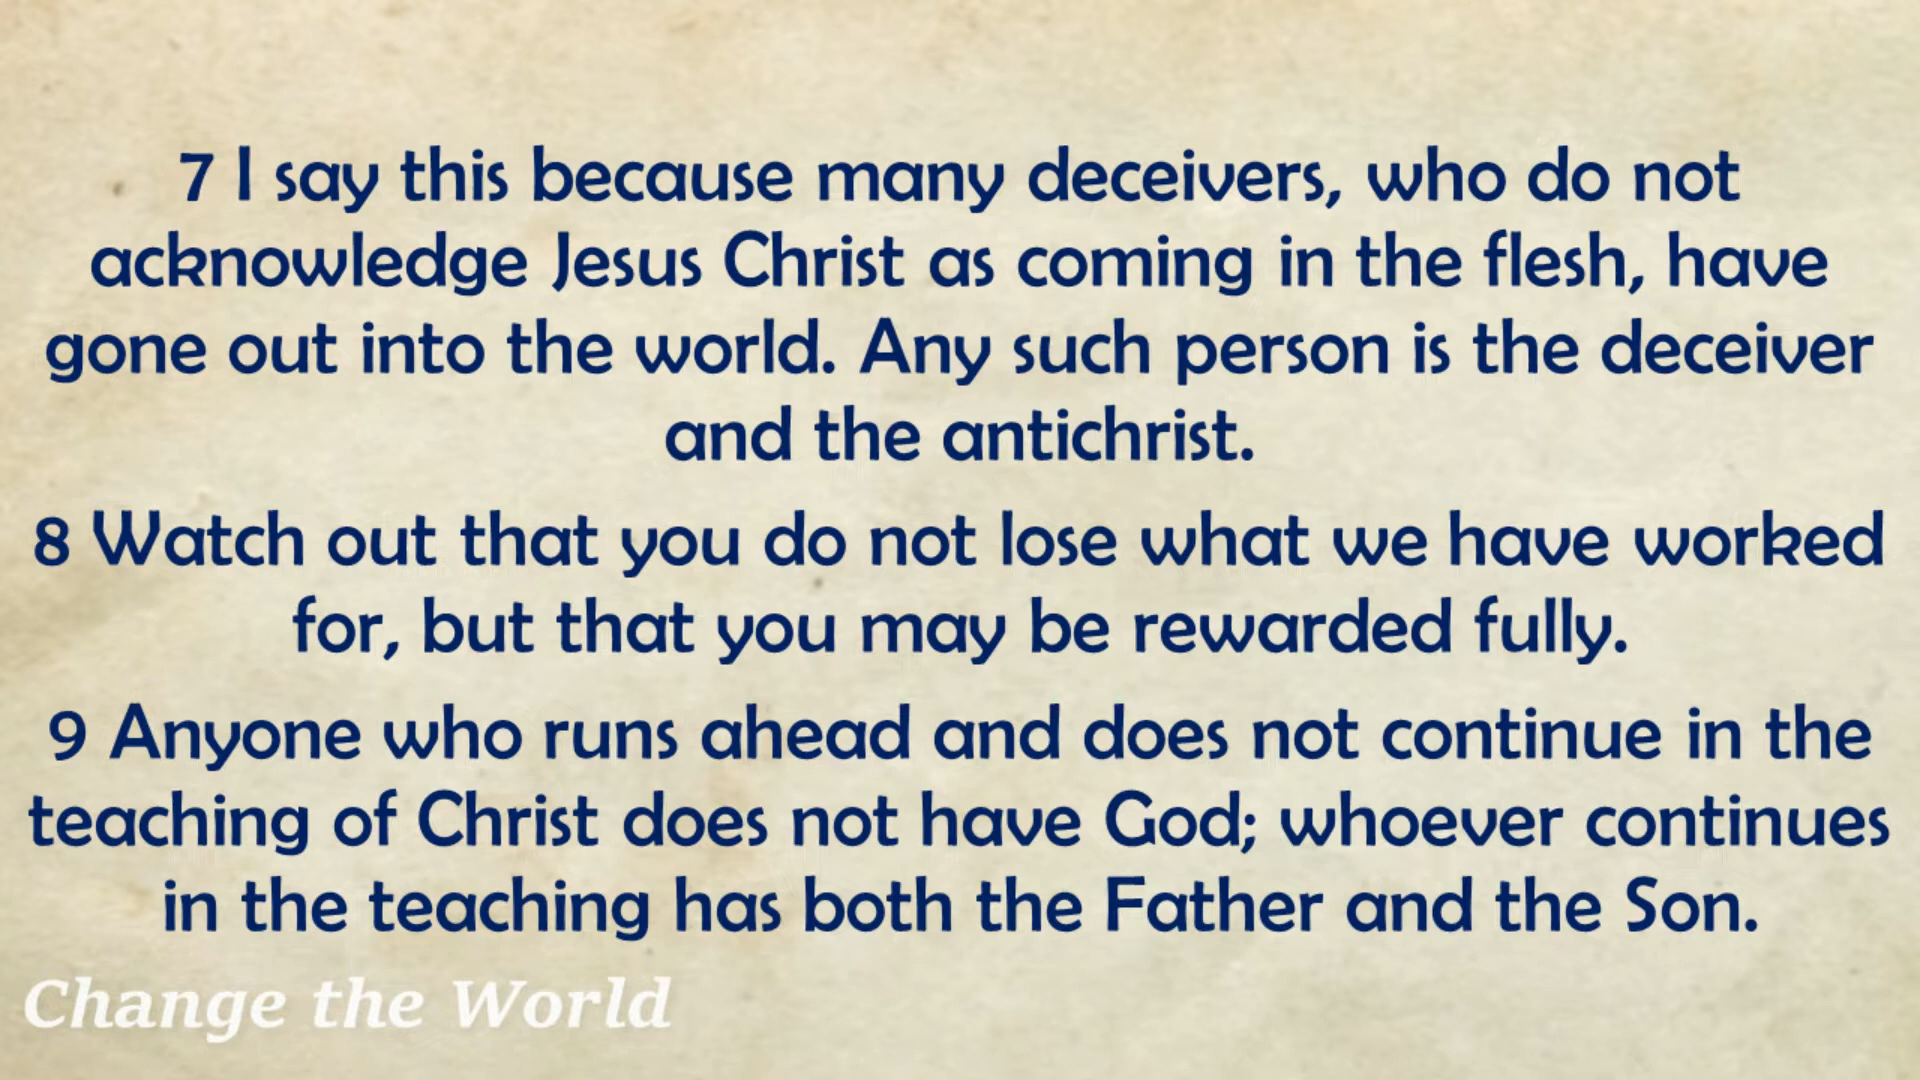 7 I say this because many deceivers, who do not
acknowledge Jesus Christ as coming in the flesh, have
gone out into the world. Any such person is the deceiver
and the antichrist.
8 Watch out that you do not lose what we have worked
for, but that you may be rewarded fully.
9 Anyone who runs ahead and does not continue in the
teaching of Christ does not have God; whoever continues
in the teaching has both the Father and the Son.
Change the World